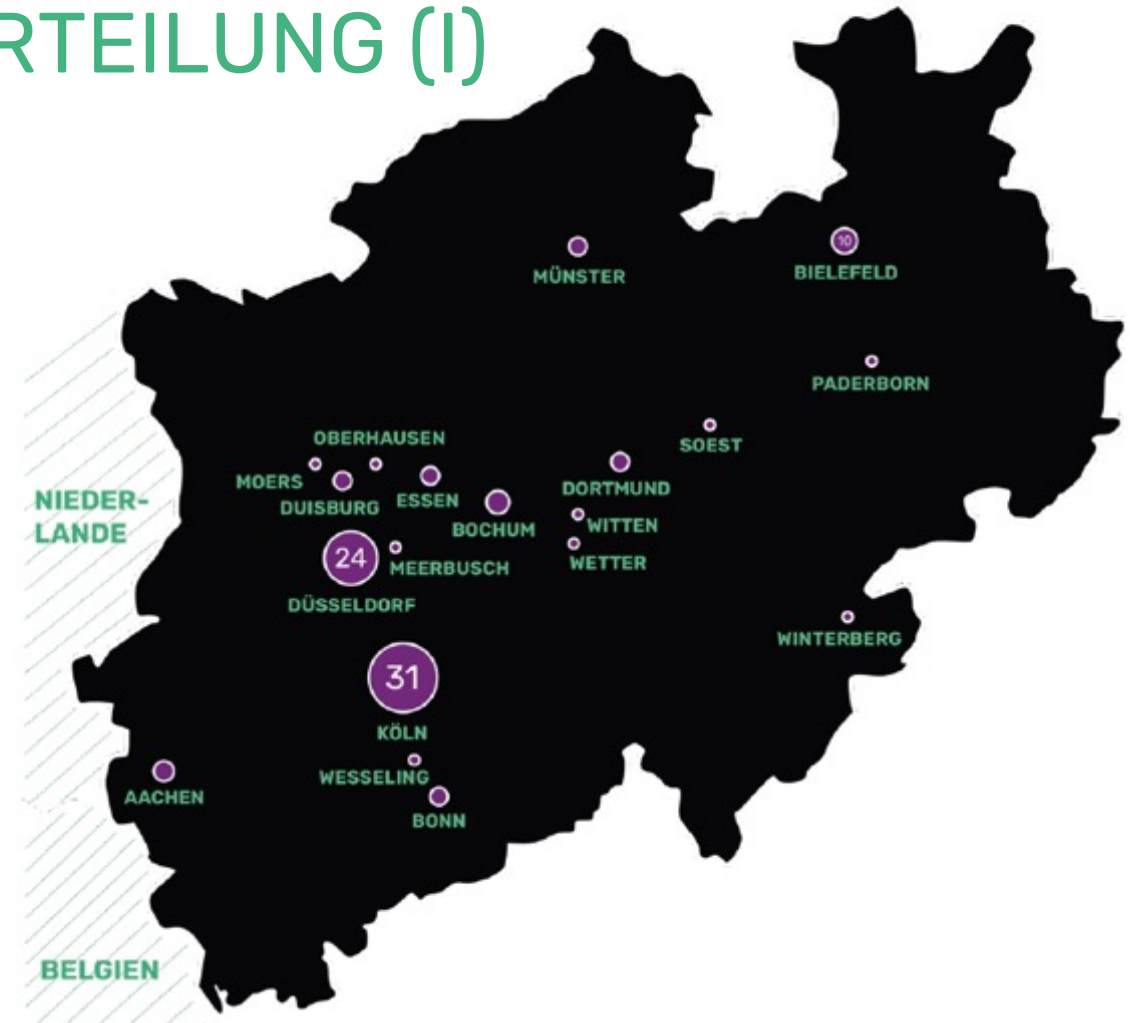 RTEILUNG (I)
MÜNSTER
10
BIELEFELD
PADERBORN
SOEST
OBERHAUSEN
MOERS
DUISBURG
ESSEN
BOCHUM
DORTMUND
WITTEN
WETTER
NIEDER-
LANDE
24
MEERBUSCH
DÜSSELDORF
WINTERBERG
31
KÖLN
WESSELING
AACHEN
BONN
BELGIEN